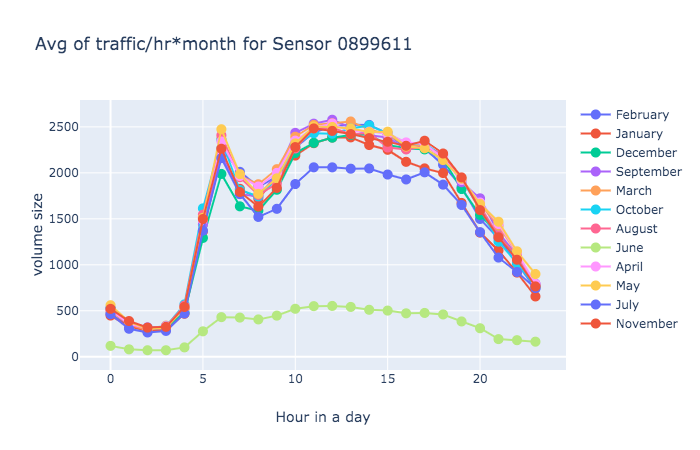 Avg of traffic/hr*month for Sensor 0899611
2500
2000
1500
1000
500
0
volume size
0
5
10
15
20
Hour in a day
February
January
December
September
March
October
August
June
April
May
July
November